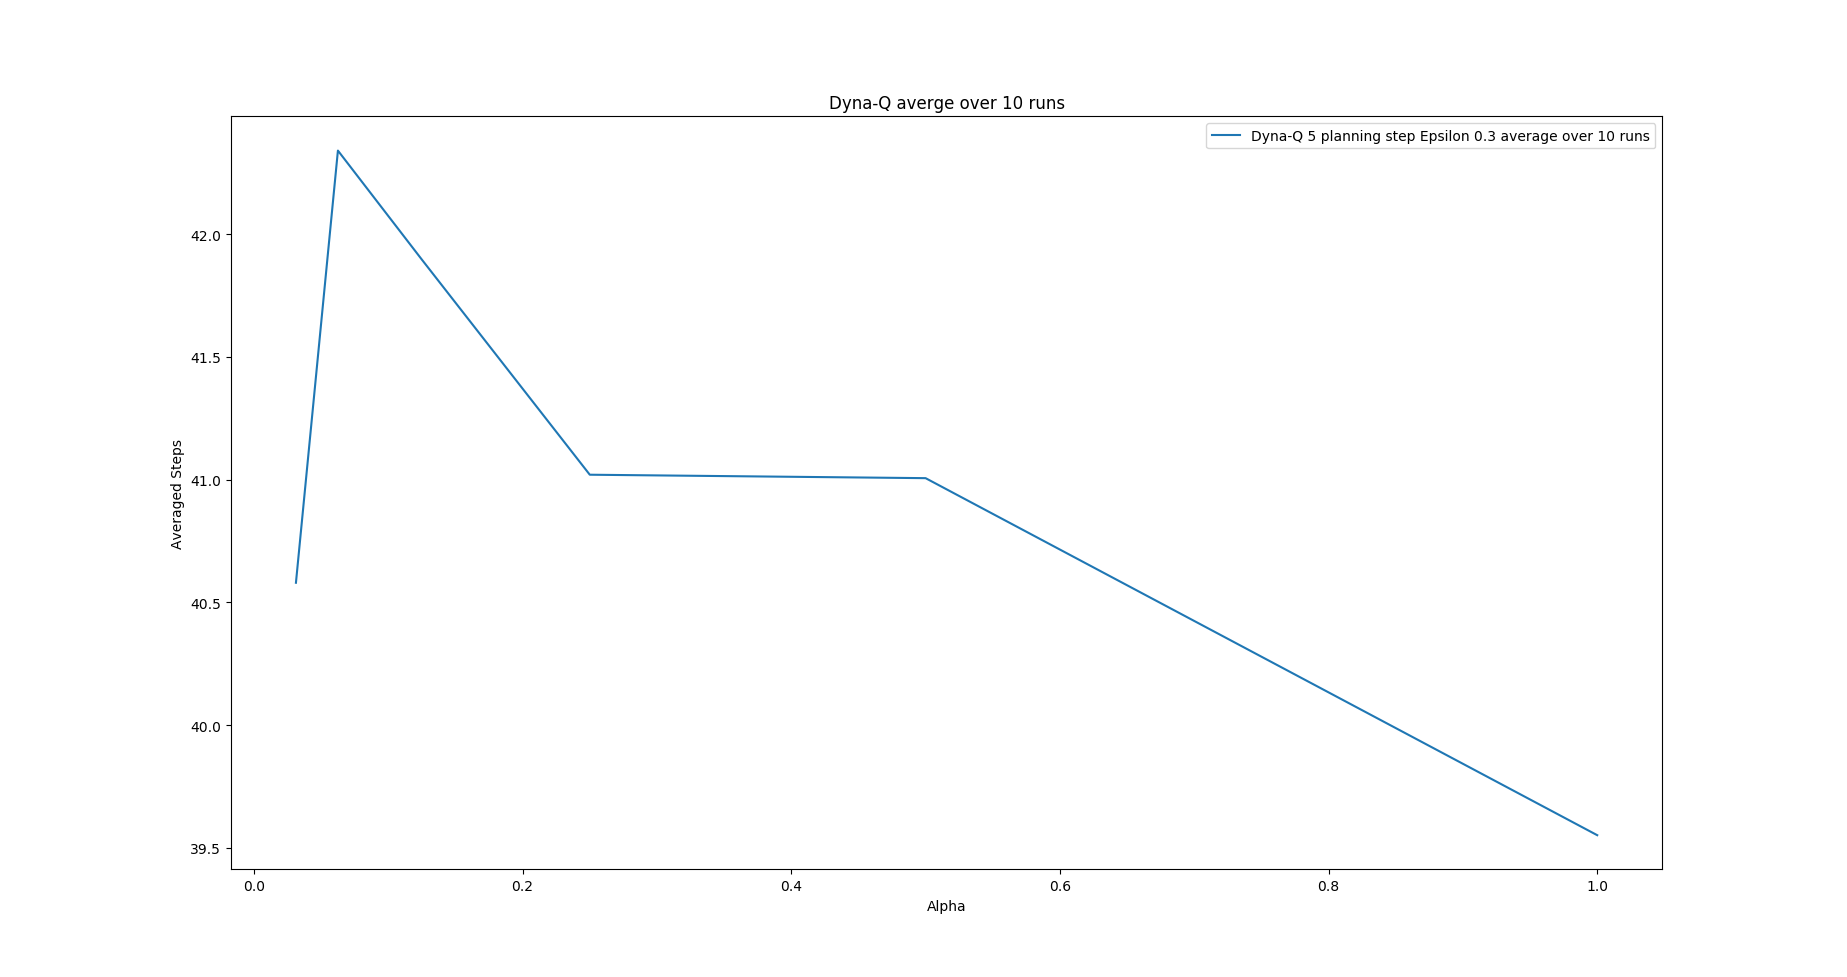 Dyna-Q averge over 10 runs
Dyna-Q 5 planning step Epsilon 0.3 average over 10 runs
Averaged Steps
42.0
41.5
41.0
40.5
40.0
39.5
0.0 0.2 0.4 0.6 0.8 1.0
Alpha